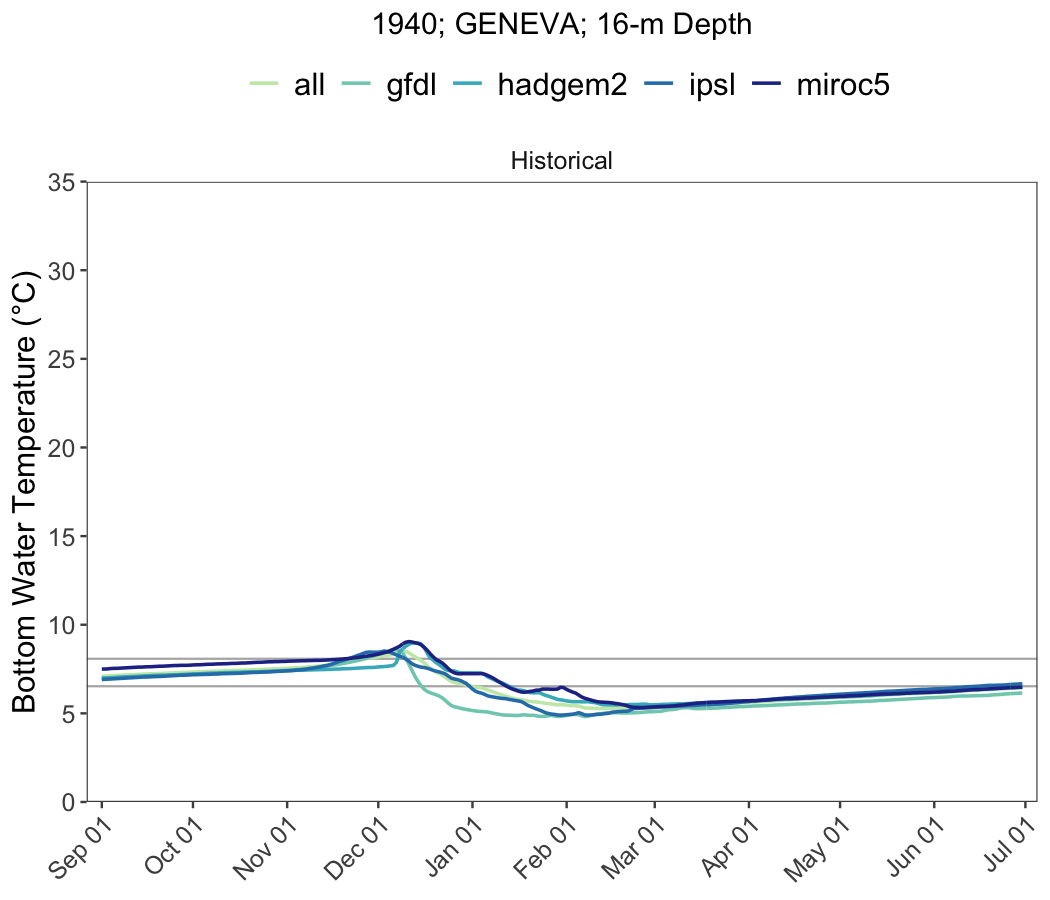 1940; GENEVA; 16-m Depth
all gfdl hadgem2 ipsl miroc5
Historical
Bottom Water Temperature (°C)
35
30
25
20
15
10
5
0
Sep 01 Oct 01 Nov 01 Dec 01 Jan 01 Feb 01 Mar 01 Apr 01 May 01 Jun 01 Jul 01